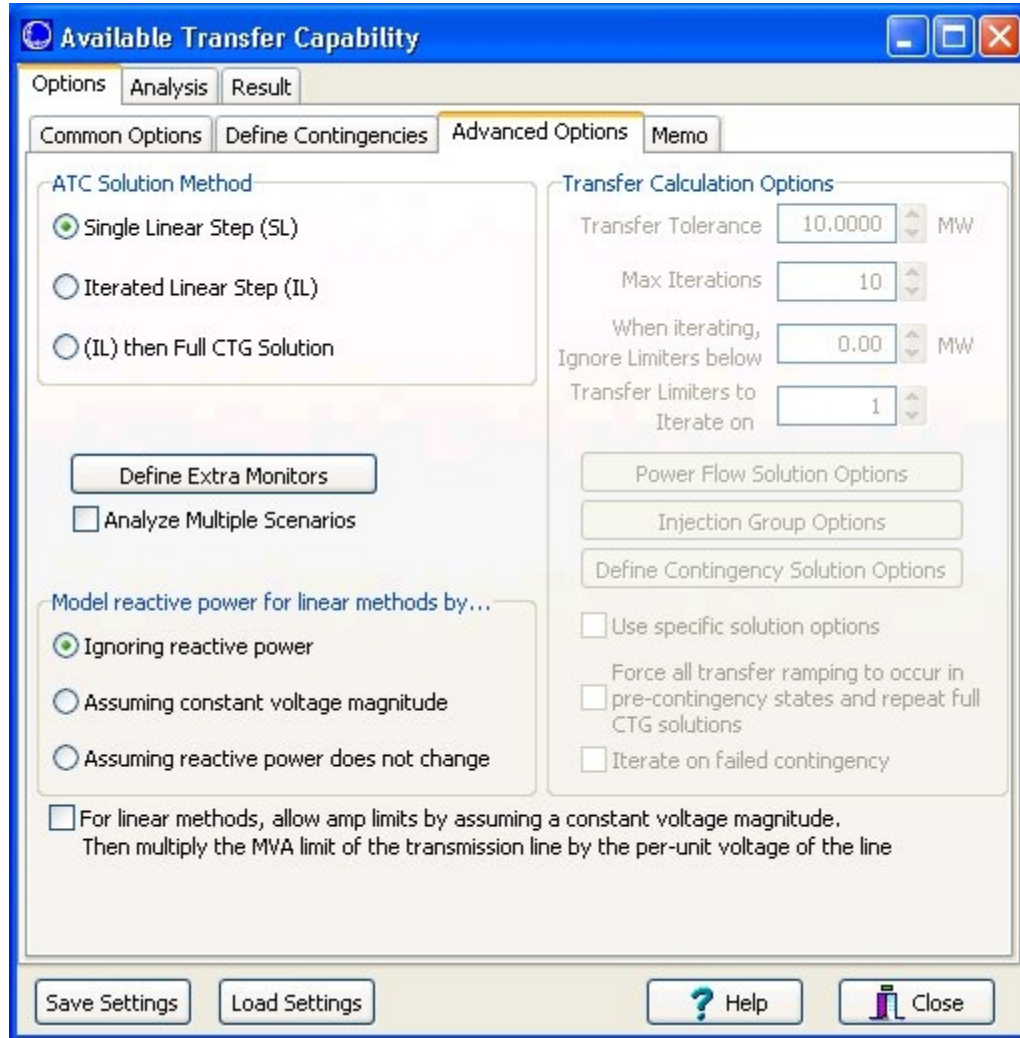 Available Transfer Capability
Options Analysis Result
Common Options Define Contingencies Advanced Options Memo
ATC Solution Method
Single Linear Step (SL)
Iterated Linear Step (IL)
(IL) then Full CTG Solution
Define Extra Monitors
Analyze Multiple Scenarios
Model reactive power for linear methods by...
Ignoring reactive power
Assuming constant voltage magnitude
Assuming reactive power does not change
Transfer Calculation Options
Transfer Tolerance 10.0000 MW
Max Iterations 10
When iterating,
Ignore Limiters below 0.00 MW
Transfer Limiters to
Iterate on 1
Power Flow Solution Options
Injection Group Options
Define Contingency Solution Options
Use specific solution options
Force all transfer ramping to occur in
pre-contingency states and repeat full
CTG solutions
Iterate on failed contingency
For linear methods, allow amp limits by assuming a constant voltage magnitude.
Then multiply the MVA limit of the transmission line by the per-unit voltage of the line
Save Settings Load Settings ? Help Close